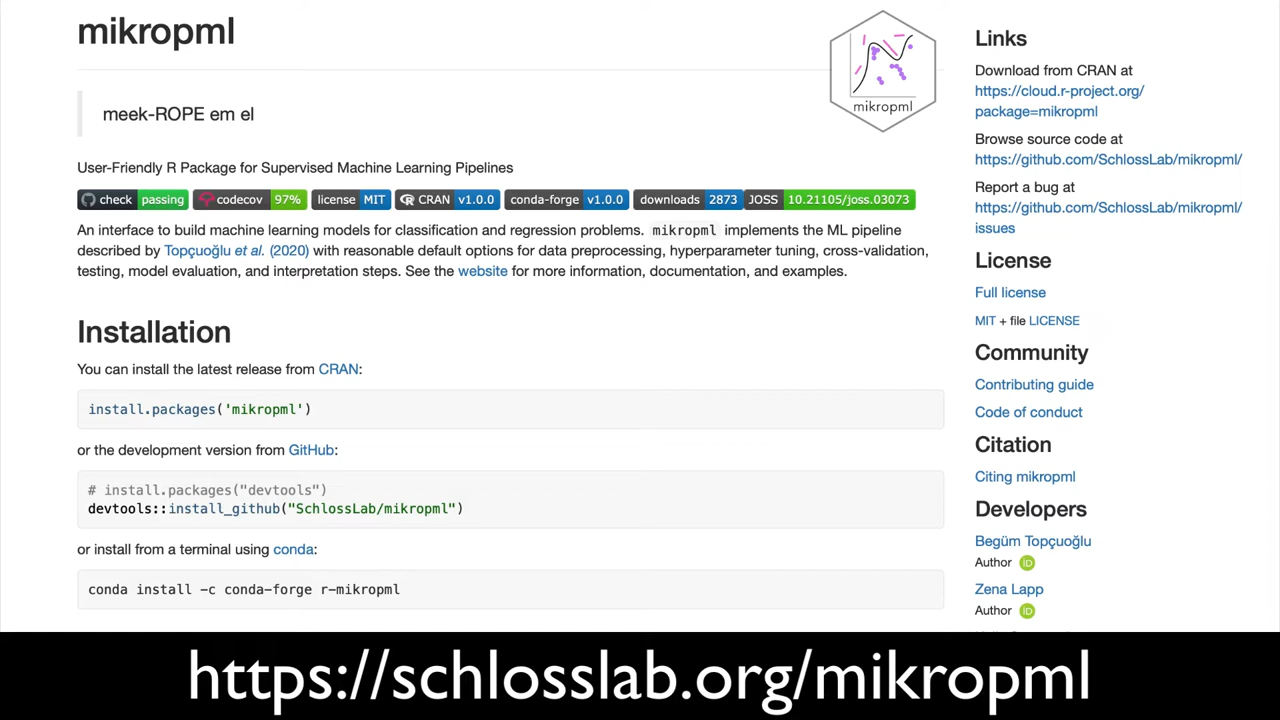 mikropml
mikropml
meek-ROPE em el
User-Friendly R Package for Supervised Machine Learning Pipelines
check passing codecov 97% license MIT CRAN v1.0.0 conda-forge v1.0.0 downloads 2873 JOSS 10.21105/joss.03073
An interface to build machine learning models for classification and regression problems. mikropml implements the ML pipeline
described by Topçuoğlu et al. (2020) with reasonable default options for data preprocessing, hyperparameter tuning, cross-validation,
testing, model evaluation, and interpretation steps. See the website for more information, documentation, and examples.
Installation
You can install the latest release from CRAN:
install.packages('mikropml')
or the development version from GitHub:
# install.packages("devtools")
devtools::install_github("SchlossLab/mikropml")
or install from a terminal using conda:
conda install -c conda-forge r-mikropml
Links
Download from CRAN at
https://cloud.r-project.org/
package=mikropml
Browse source code at
https://github.com/SchlossLab/mikropml/
Report a bug at
https://github.com/SchlossLab/mikropml/
issues
License
Full license
MIT + file LICENSE
Community
Contributing guide
Code of conduct
Citation
Citing mikropml
Developers
Begüm Topçuoğlu
Author iD
Zena Lapp
Author iD
https://schlosslab.org/mikropml